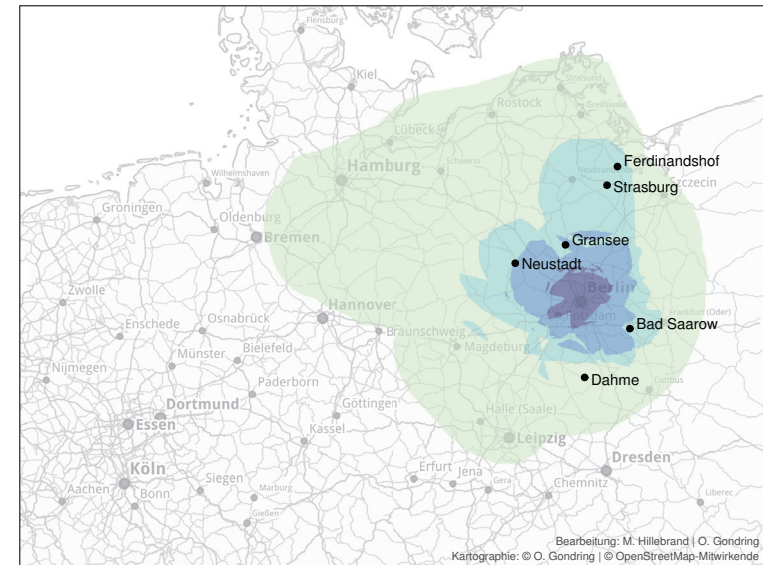 Flensburg
Kiel
Stralsund
Rostock
Greifswald
Lübeck
Hamburg
Schwerin
Ferdinandshof
Neubrandenburg
Szczecin
Strasburg
Wilhelmshaven
Groningen
Oldenburg
Bremen
Gransee
Neustadt
Berlin
Zwolle
Hannover
Potsdam
Frankfurt (Oder)
Enschede
Osnabrück
Braunschweig
Bad Saarow
Magdeburg
Nijmegen
Münster
Bielefeld
Paderborn
Dahme
Cottbus
Dortmund
Göttingen
Halle (Saale)
Essen
Kassel
Leipzig
Dresden
Köln
Siegen
Erfurt
Jena
Gera
Chemnitz
Aachen
Bonn
Marburg
Liberec
Gießen
Bearbeitung: M. Hillebrand | O. Gondring
Kartographie: © O. Gondring | © OpenStreetMap-Mitwirkende